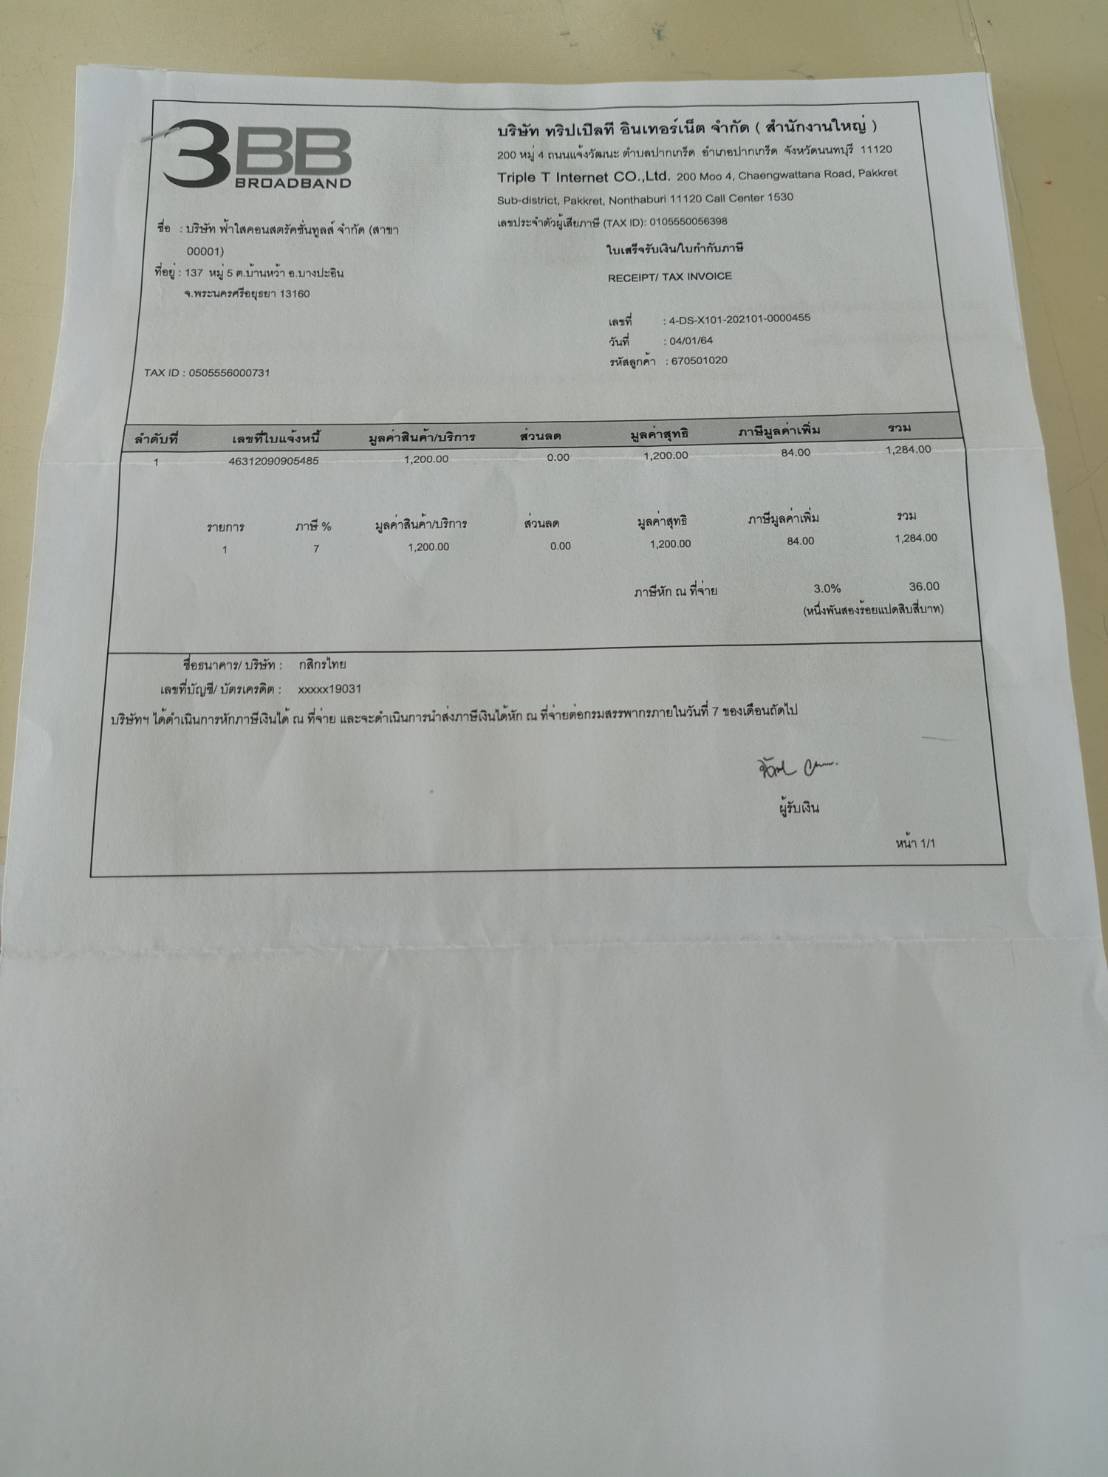 3BB
BROADBAND
บริษัท ทริปเปิลที อินเทอร์เน็ต จำกัด ( สำนักงานใหญ่ )
200 หมู่ 4 ถนนแจ้งวัฒนะ ตำบลปากเกร็ด อำเภอปากเกร็ด จังหวัดนนทบุรี 11120
Triple T Internet CO.,Ltd. 200 Moo 4, Chaengwattana Road, Pakkret
Sub-district, Pakkret, Nonthaburi 11120 Call Center 1530
เลขประจำตัวผู้เสียภาษี (TAX ID): 0105550056398
ชื่อ : บริษัท ฟ้าใสคอนสตรัคชั่นทูลส์ จำกัด (สาขา
00001)
ที่อยู่ : 137 หมู่ 5 ต.บ้านหว้า อ.บางปะอิน
จ.พระนครศรีอยุธยา 13160
ใบเสร็จรับเงิน/ใบกำกับภาษี
RECEIPT/ TAX INVOICE
เลขที่ : 4-DS-X101-202101-0000455
วันที่ : 04/01/64
รหัสลูกค้า : 670501020
TAX ID : 0505556000731
ลำดับที่ เลขที่ใบแจ้งหนี้ มูลค่าสินค้า/บริการ ส่วนลด มูลค่าสุทธิ ภาษีมูลค่าเพิ่ม รวม
1 46312090905485 1,200.00 0.00 1,200.00 84.00 1,284.00
รายการ ภาษี % มูลค่าสินค้า/บริการ ส่วนลด มูลค่าสุทธิ ภาษีมูลค่าเพิ่ม รวม
1 7 1,200.00 0.00 1,200.00 84.00 1,284.00
ภาษีหัก ณ ที่จ่าย 3.0% 36.00
(หนึ่งพันสองร้อยแปดสิบสี่บาท)
ชื่อธนาคาร/ บริษัท : กสิกรไทย
เลขที่บัญชี/ บัตรเครดิต : xxxxx19031
บริษัทฯ ได้ดำเนินการหักภาษีเงินได้ ณ ที่จ่าย และจะดำเนินการนำส่งภาษีเงินได้หัก ณ ที่จ่ายต่อกรมสรรพากรภายในวันที่ 7 ของเดือนถัดไป
ผู้รับเงิน
หน้า 1/1